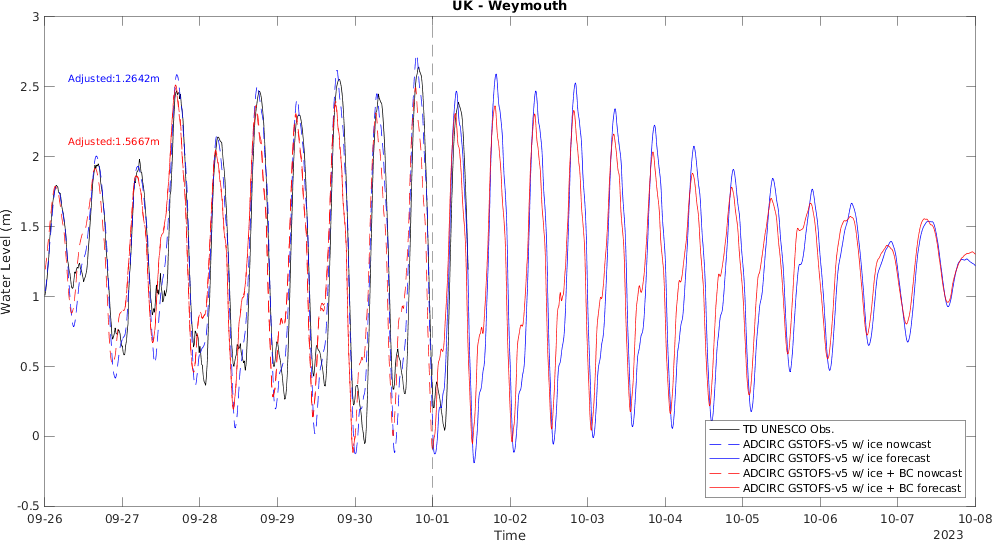 UK - Weymouth
3
2.5
2
1.5
1
0.5
0
-0.5
Water Level (m)
Adjusted:1.2642m
Adjusted:1.5667m
TD UNESCO Obs.
ADCIRC GSTOFS-v5 w/ ice nowcast
ADCIRC GSTOFS-v5 w/ ice forecast
ADCIRC GSTOFS-v5 w/ ice + BC nowcast
ADCIRC GSTOFS-v5 w/ ice + BC forecast
09-26 09-27 09-28 09-29 09-30 10-01 10-02 10-03 10-04 10-05 10-06 10-07 10-08
Time
2023